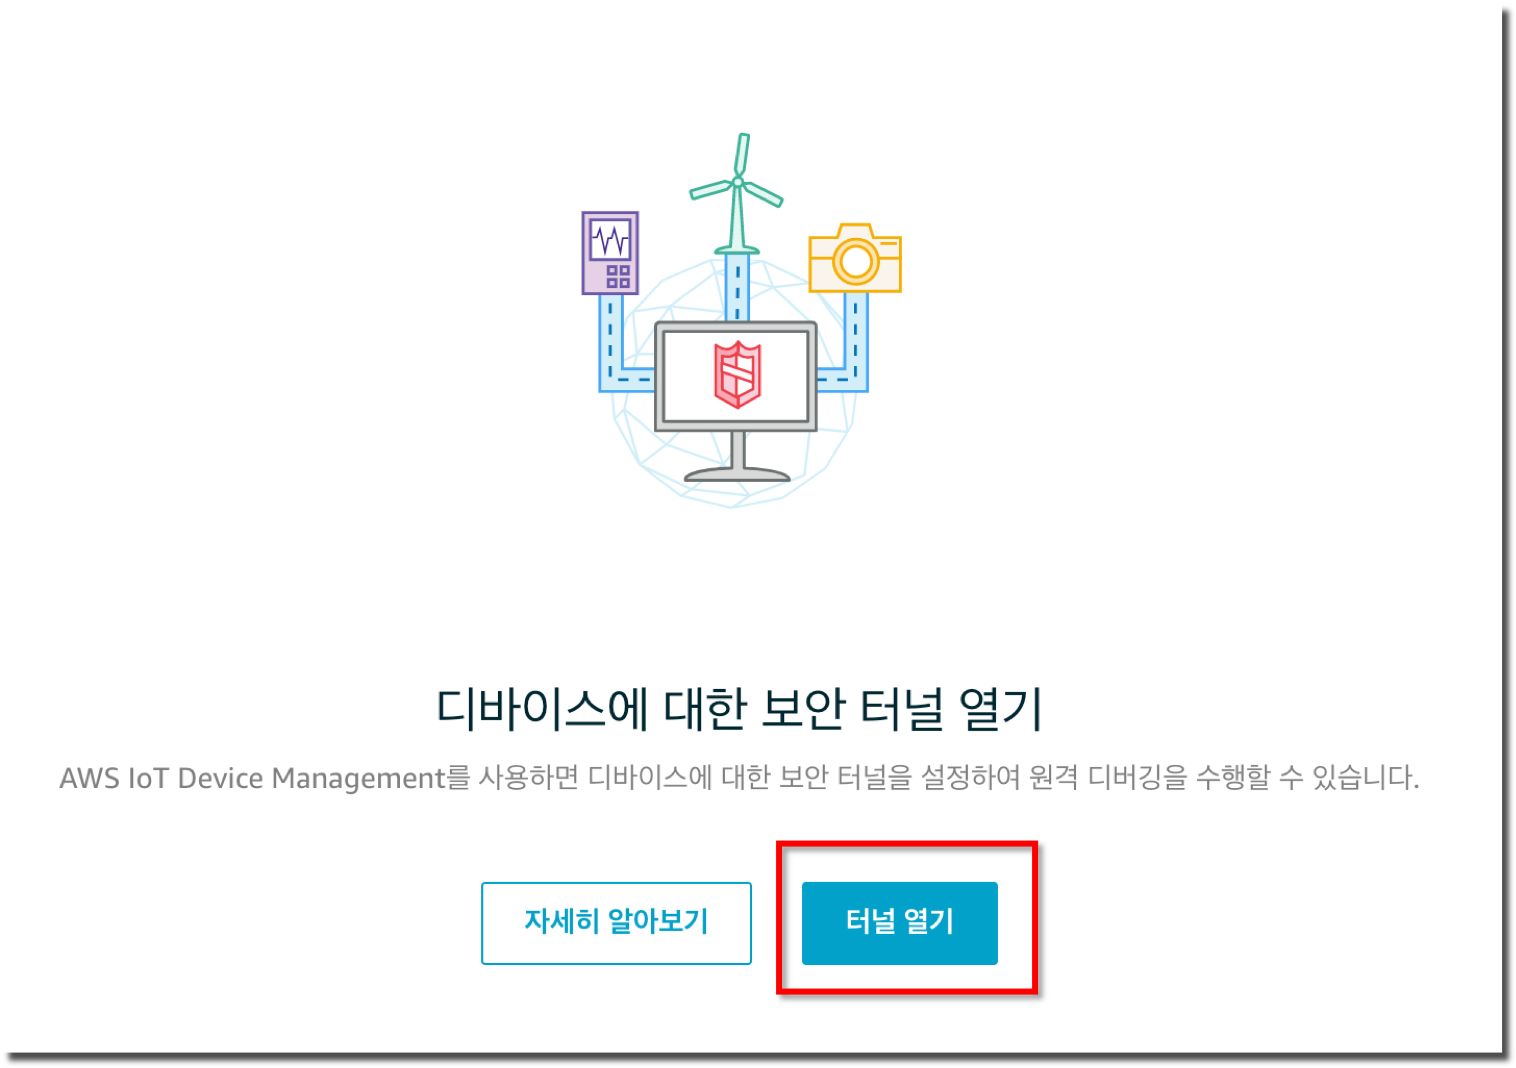 디바이스에 대한 보안 터널 열기
AWS IoT Device Management를 사용하면 디바이스에 대한 보안 터널을 설정하여 원격 디버깅을 수행할 수 있습니다.
자세히 알아보기
터널 열기